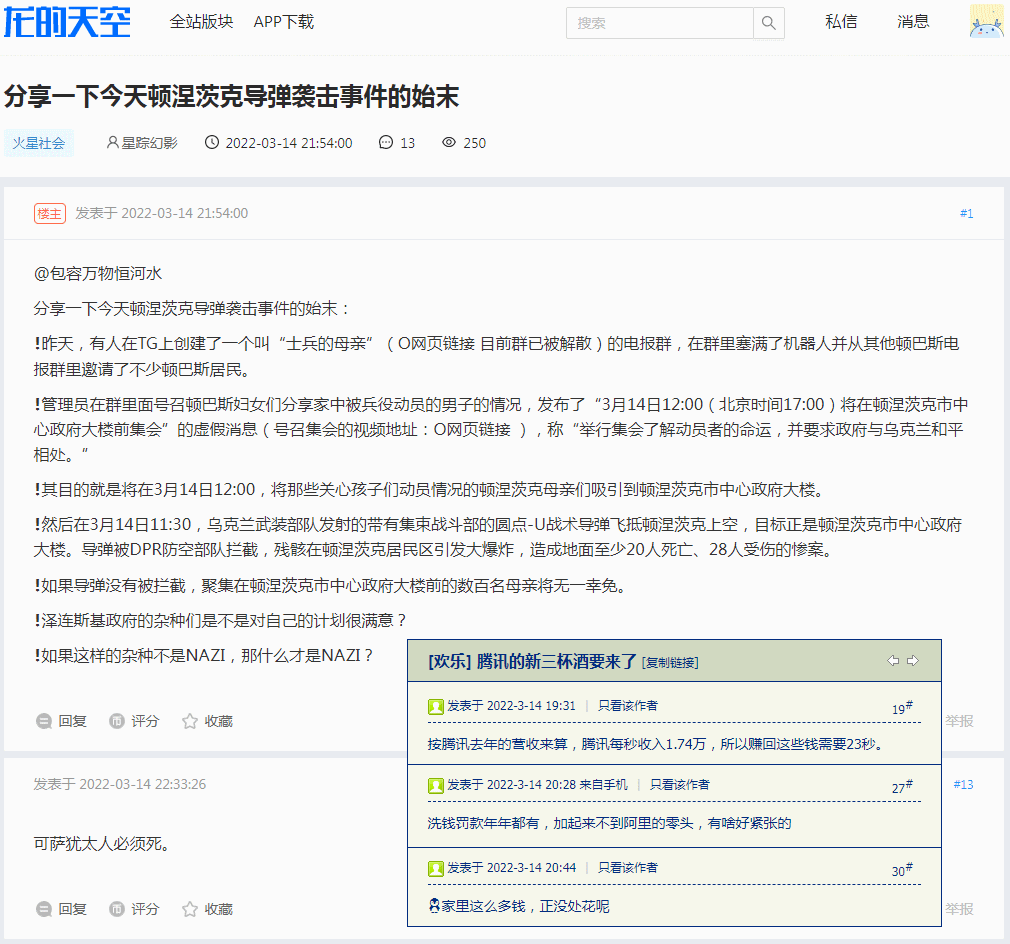 龙的天空
全站版块 APP下载
搜索
私信 消息
分享一下今天顿涅茨克导弹袭击事件的始末
火星社会 星踪幻影 2022-03-14 21:54:00 13 250
楼主 发表于 2022-03-14 21:54:00 #1
@包容万物恒河水
分享一下今天顿涅茨克导弹袭击事件的始末：
!昨天，有人在TG上创建了一个叫“士兵的母亲”（O网页链接 目前群已被解散）的电报群，在群里塞满了机器人并从其他顿巴斯电
报群里邀请了不少顿巴斯居民。
!管理员在群里面号召顿巴斯妇女们分享家中被兵役动员的男子的情况，发布了“3月14日12:00（北京时间17:00）将在顿涅茨克市中
心政府大楼前集会”的虚假消息（号召集会的视频地址：O网页链接 ），称“举行集会了解动员者的命运，并要求政府与乌克兰和平
相处。”
!其目的就是将在3月14日12:00，将那些关心孩子们动员情况的顿涅茨克母亲们吸引到顿涅茨克市中心政府大楼。
!然后在3月14日11:30，乌克兰武装部队发射的带有集束战斗部的圆点-U战术导弹飞抵顿涅茨克上空，目标正是顿涅茨克市中心政府
大楼。导弹被DPR防空部队拦截，残骸在顿涅茨克居民区引发大爆炸，造成地面至少20人死亡、28人受伤的惨案。
!如果导弹没有被拦截，聚集在顿涅茨克市中心政府大楼前的数百名母亲将无一幸免。
!泽连斯基政府的杂种们是不是对自己的计划很满意？
!如果这样的杂种不是NAZI，那什么才是NAZI？
回复 币 评分 收藏 举报
发表于 2022-03-14 22:33:26 #13
可萨犹太人必须死。
回复 币 评分 收藏 举报
[欢乐] 腾讯的新三杯酒要来了 [复制链接]
发表于 2022-3-14 19:31 | 只看该作者 19#
按腾讯去年的营收来算，腾讯每秒收入1.74万，所以赚回这些钱需要23秒。
发表于 2022-3-14 20:28 来自手机 | 只看该作者 27#
洗钱罚款年年都有，加起来不到阿里的零头，有啥好紧张的
发表于 2022-3-14 20:44 | 只看该作者 30#
家里这么多钱，正没处花呢